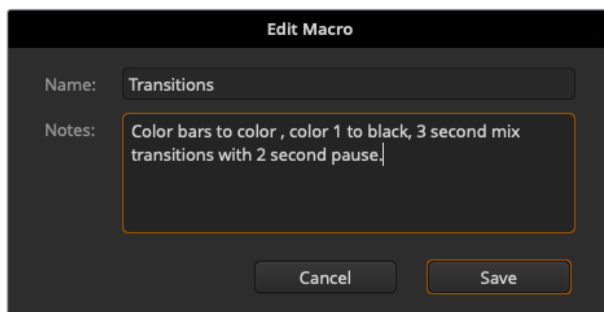 Edit Macro
Name: Transitions
Notes: Color bars to color , color 1 to black, 3 second mix
transitions with 2 second pause.
Cancel Save